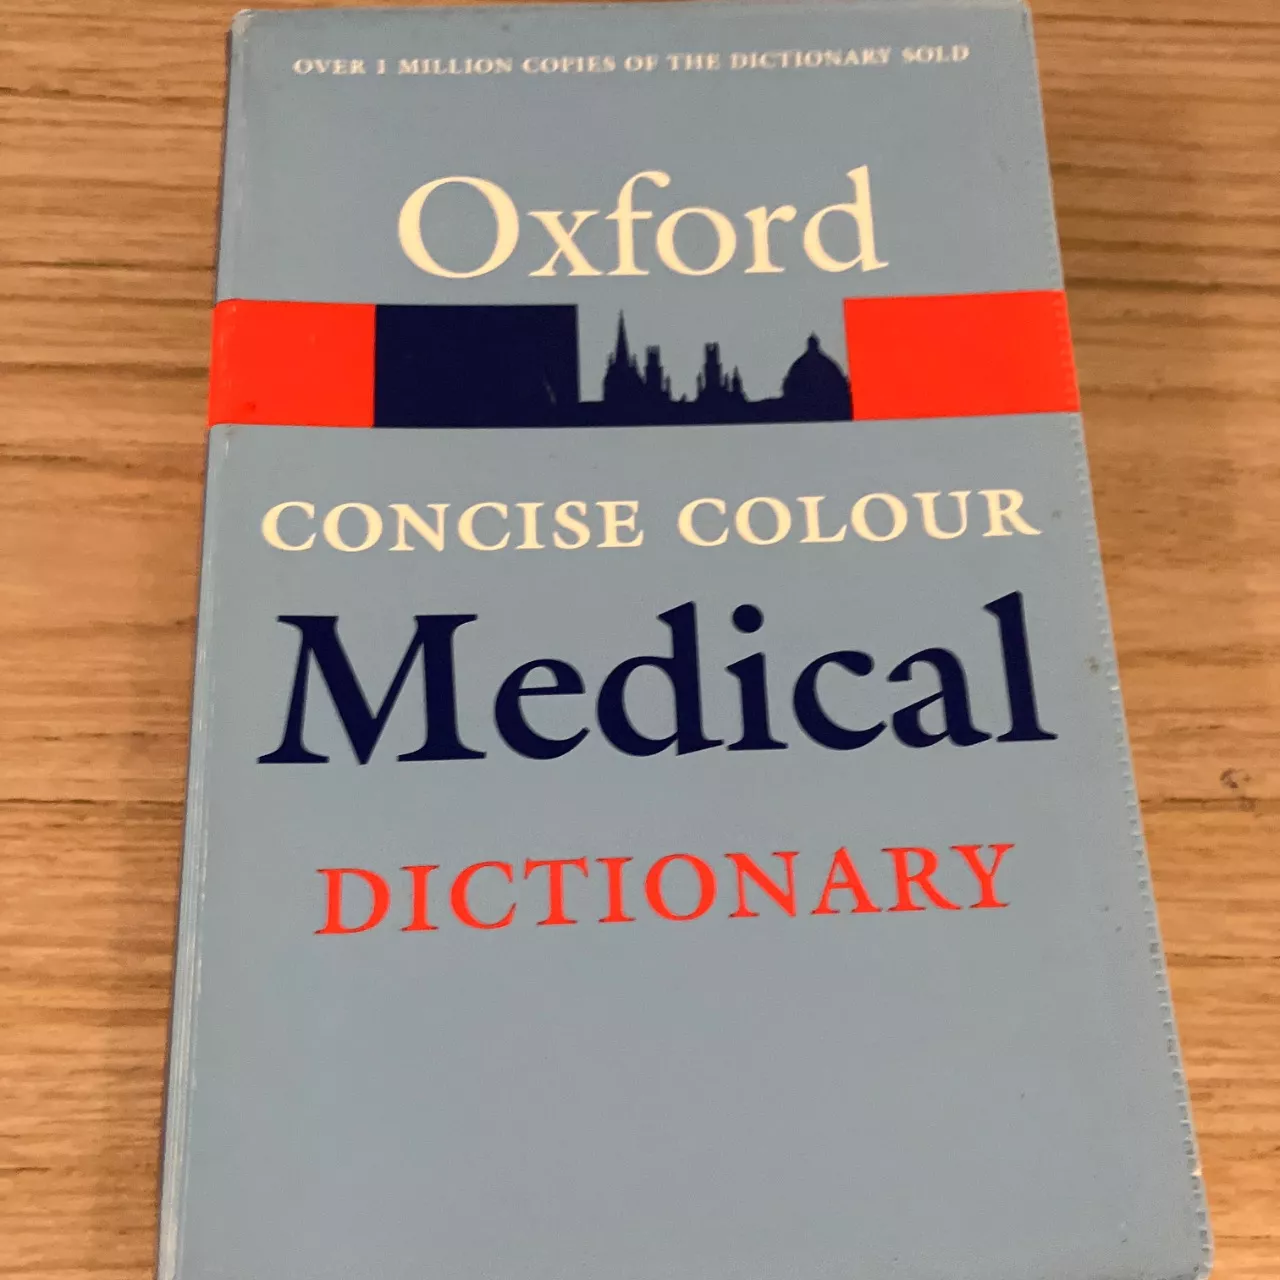 OVER 1 MILLION COPIES OF THE DICTIONARY SOLD
Oxford
CONCISE COLOUR
Medical
DICTIONARY